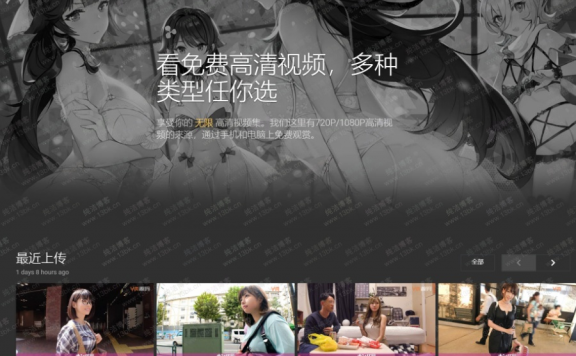 看免费高清视频，多种
类型任你选
享受你的 无限 高清视频集。我们这里有720P/1080P高清视
频的来源。通过手机和电脑上免费观赏。
最近上传
1 days 8 hours ago
全部